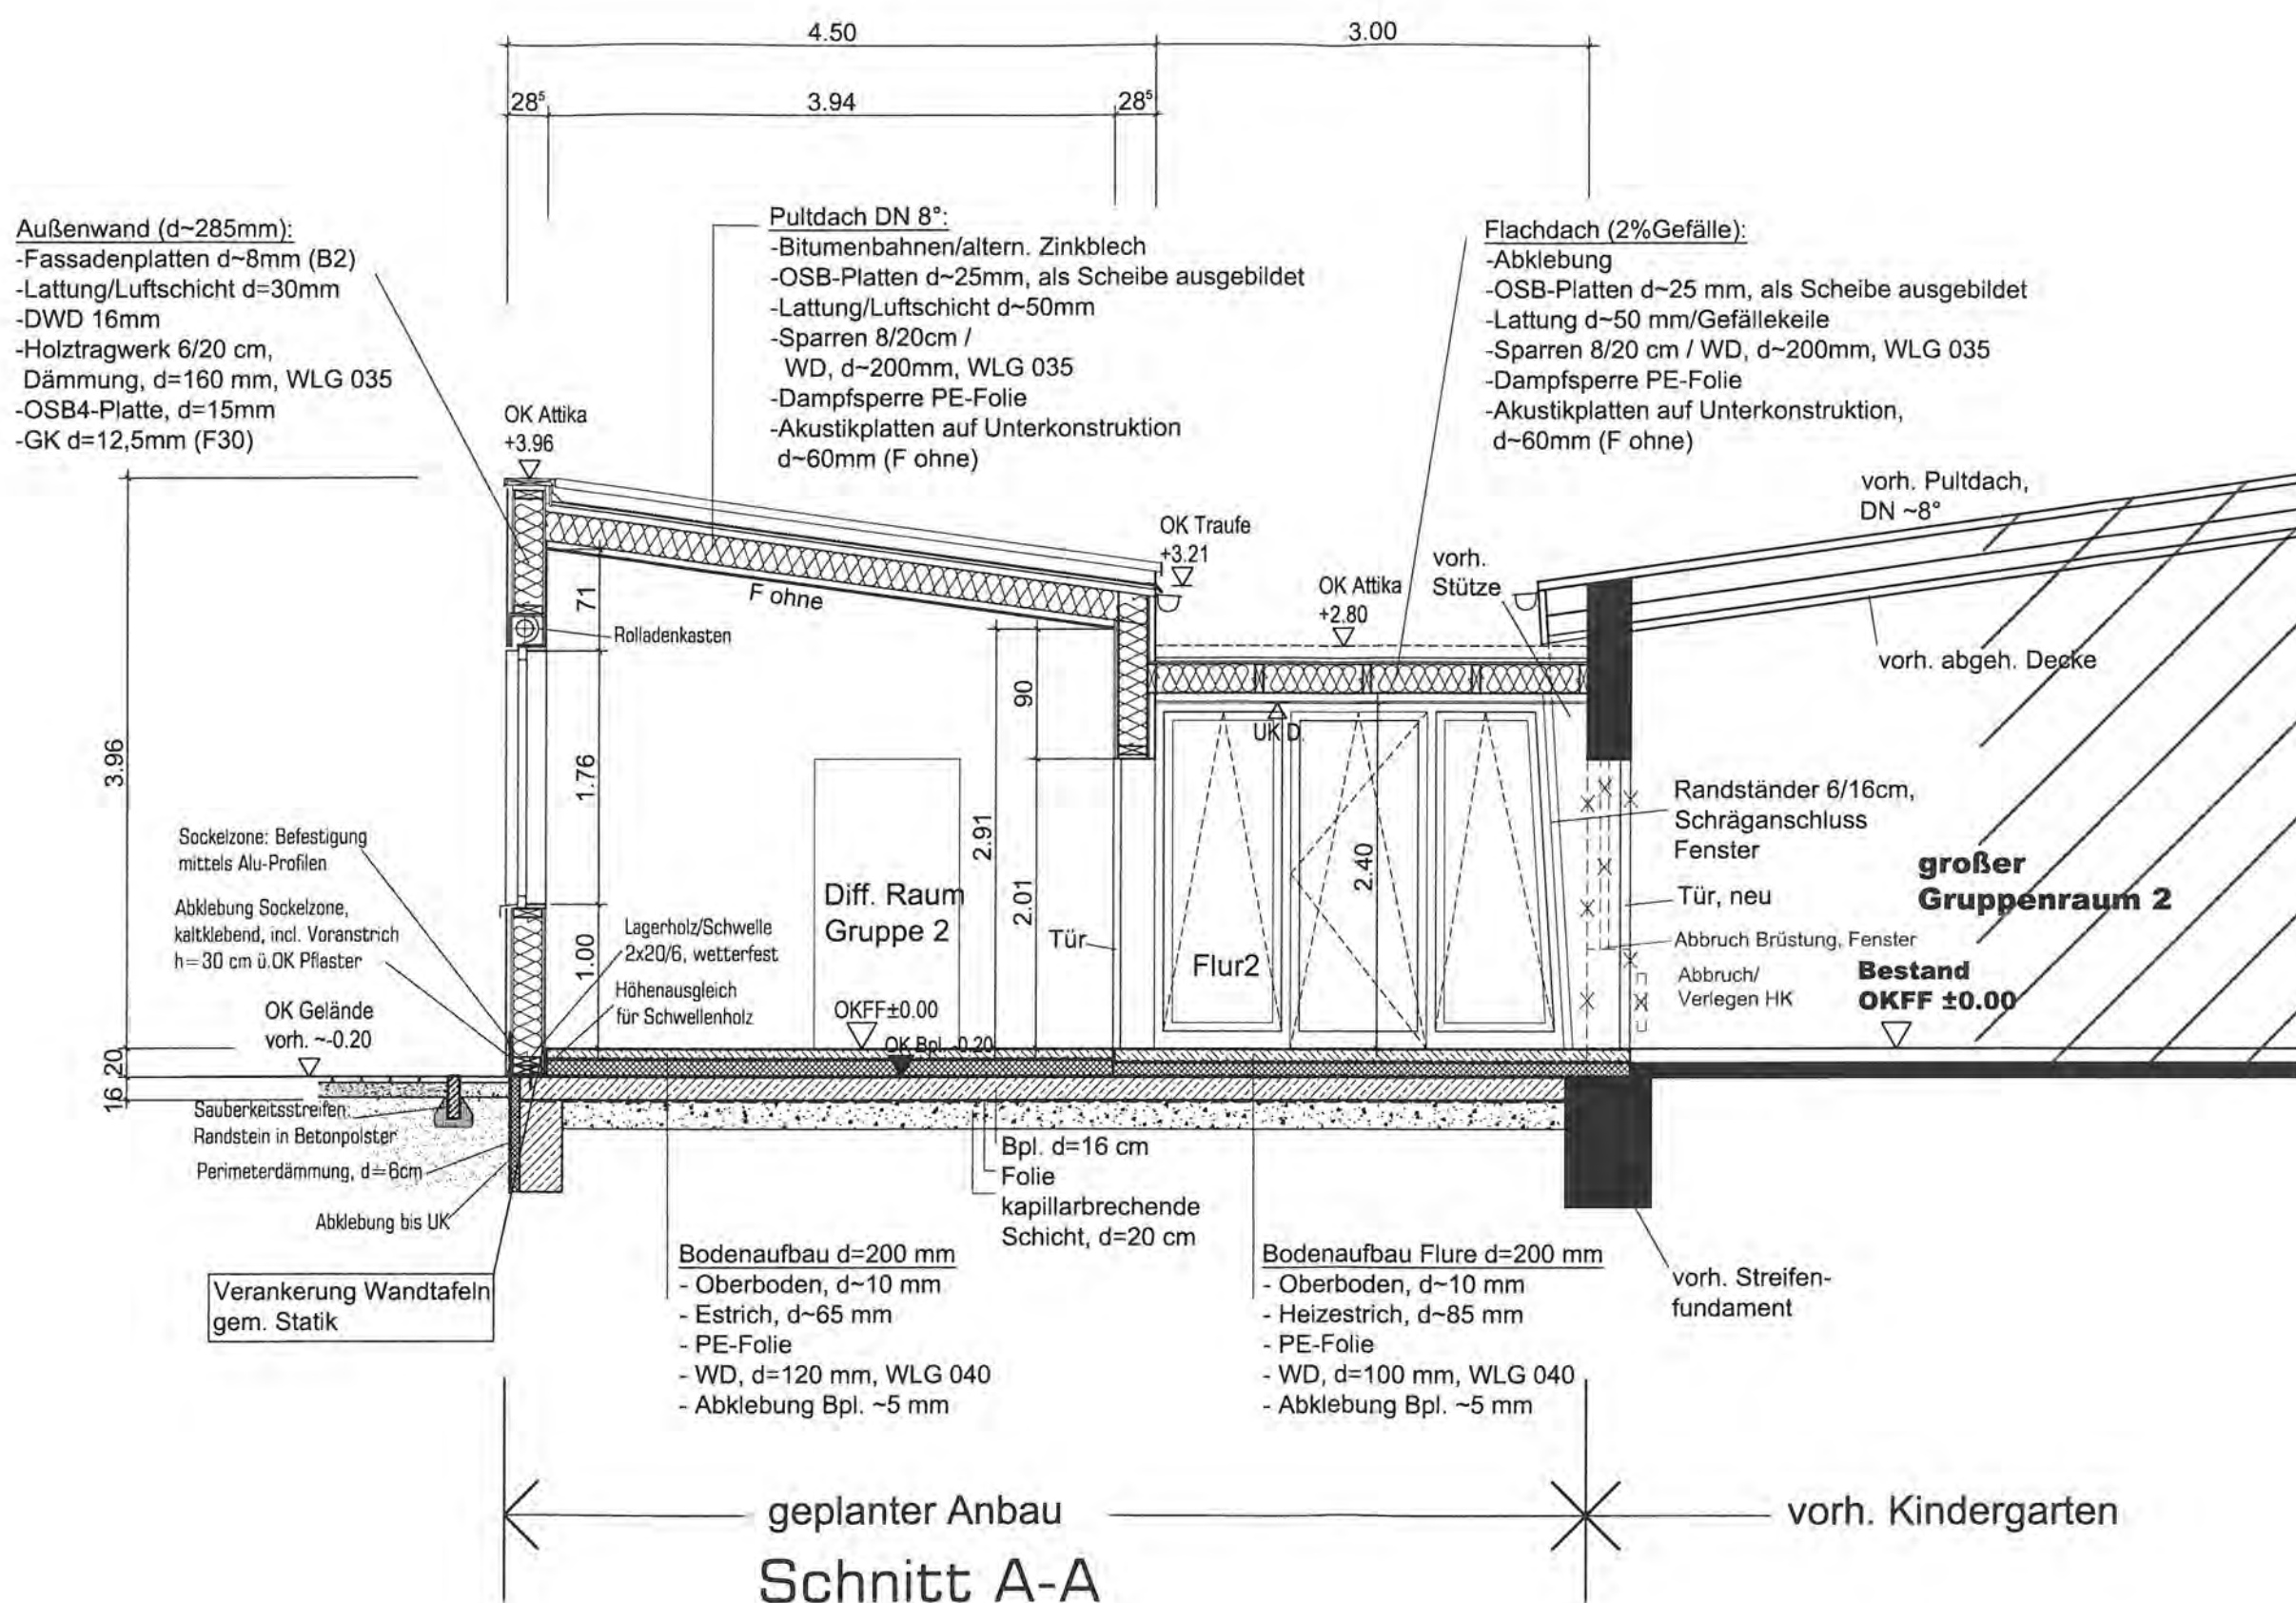 4.50
3.00
28⁵
3.94
28⁵
Außenwand (d~285mm):
-Fassadenplatten d~8mm (B2)
-Lattung/Luftschicht d=30mm
-DWD 16mm
-Holztragwerk 6/20 cm,
Dämmung, d=160 mm, WLG 035
-OSB4-Platte, d=15mm
-GK d=12,5mm (F30)
Pultdach DN 8°:
-Bitumenbahnen/altern. Zinkblech
-OSB-Platten d~25mm, als Scheibe ausgebildet
-Lattung/Luftschicht d~50mm
-Sparren 8/20cm /
WD, d~200mm, WLG 035
-Dampfsperre PE-Folie
-Akustikplatten auf Unterkonstruktion
d~60mm (F ohne)
Flachdach (2%Gefälle):
-Abklebung
-OSB-Platten d~25 mm, als Scheibe ausgebildet
-Lattung d~50 mm/Gefällekeile
-Sparren 8/20 cm / WD, d~200mm, WLG 035
-Dampfsperre PE-Folie
-Akustikplatten auf Unterkonstruktion,
d~60mm (F ohne)
OK Attika
+3.96
OK Traufe
+3.21
OK Attika
+2.80
vorh.
Stütze
vorh. Pultdach,
DN ~8°
vorh. abgeh. Decke
F ohne
Rolladenkasten
71
1.76
1.00
3.96
20
16
90
2.91
2.01
2.40
UK D.
Diff. Raum
Gruppe 2
Tür
Flur2
Randständer 6/16cm,
Schräganschluss
Fenster
Tür, neu
Abbruch Brüstung, Fenster
Abbruch/
Verlegen HK
großer
Gruppenraum 2
Bestand
OKFF ±0.00
Sockelzone: Befestigung
mittels Alu-Profilen
Abklebung Sockelzone,
kaltklebend, incl. Voranstrich
h=30 cm ü.OK Pflaster
OK Gelände
vorh. ~-0.20
Lagerholz/Schwelle
2x20/6, wetterfest
Höhenausgleich
für Schwellenholz
OKFF±0.00
OK Bpl. -0.20
Sauberkeitsstreifen:
Randstein in Betonpolster
Perimeterdämmung, d=6cm
Abklebung bis UK
Verankerung Wandtafeln
gem. Statik
Bpl. d=16 cm
Folie
kapillarbrechende
Schicht, d=20 cm
Bodenaufbau d=200 mm
- Oberboden, d~10 mm
- Estrich, d~65 mm
- PE-Folie
- WD, d=120 mm, WLG 040
- Abklebung Bpl. ~5 mm
Bodenaufbau Flure d=200 mm
- Oberboden, d~10 mm
- Heizestrich, d~85 mm
- PE-Folie
- WD, d=100 mm, WLG 040
- Abklebung Bpl. ~5 mm
vorh. Streifen-
fundament
geplanter Anbau
vorh. Kindergarten
Schnitt A-A